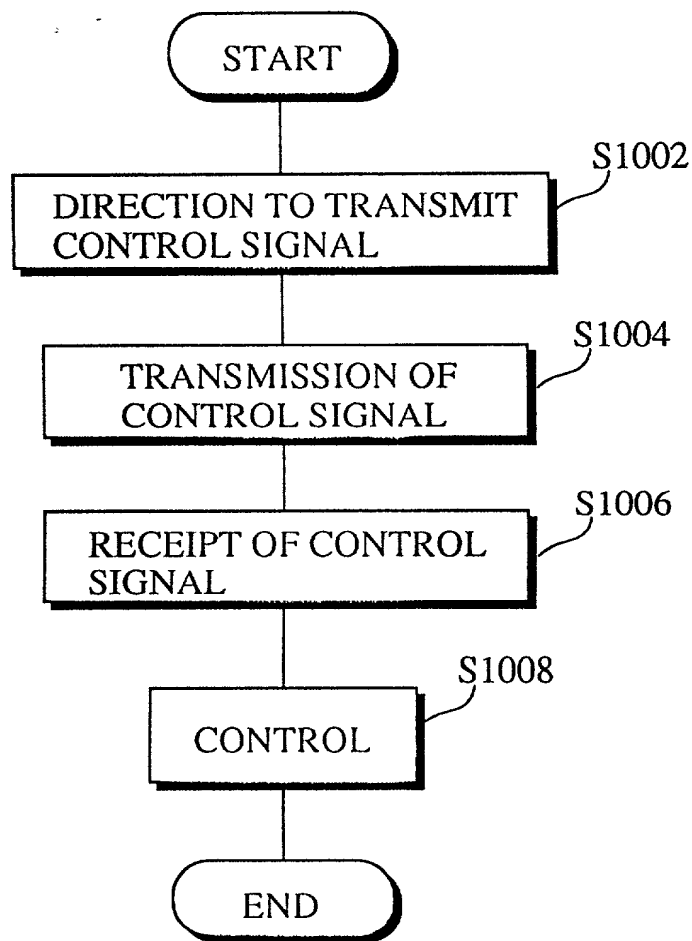 START
S1002
DIRECTION TO TRANSMIT
CONTROL SIGNAL
S1004
TRANSMISSION OF
CONTROL SIGNAL
S1006
RECEIPT OF CONTROL
SIGNAL
S1008
CONTROL
END